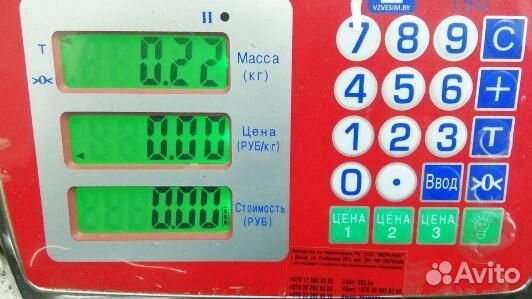 VZVESIM.BY
II
T
>0<
0.22
Масса
(кг)
0.00
Цена
(РУБ/кг)
0.00
Стоимость
(РУБ)
7 8 9 C
4 5 6 +
1 2 3 T
0 • Ввод >0<
ЦЕНА 1
ЦЕНА 2
ЦЕНА 3
Avito